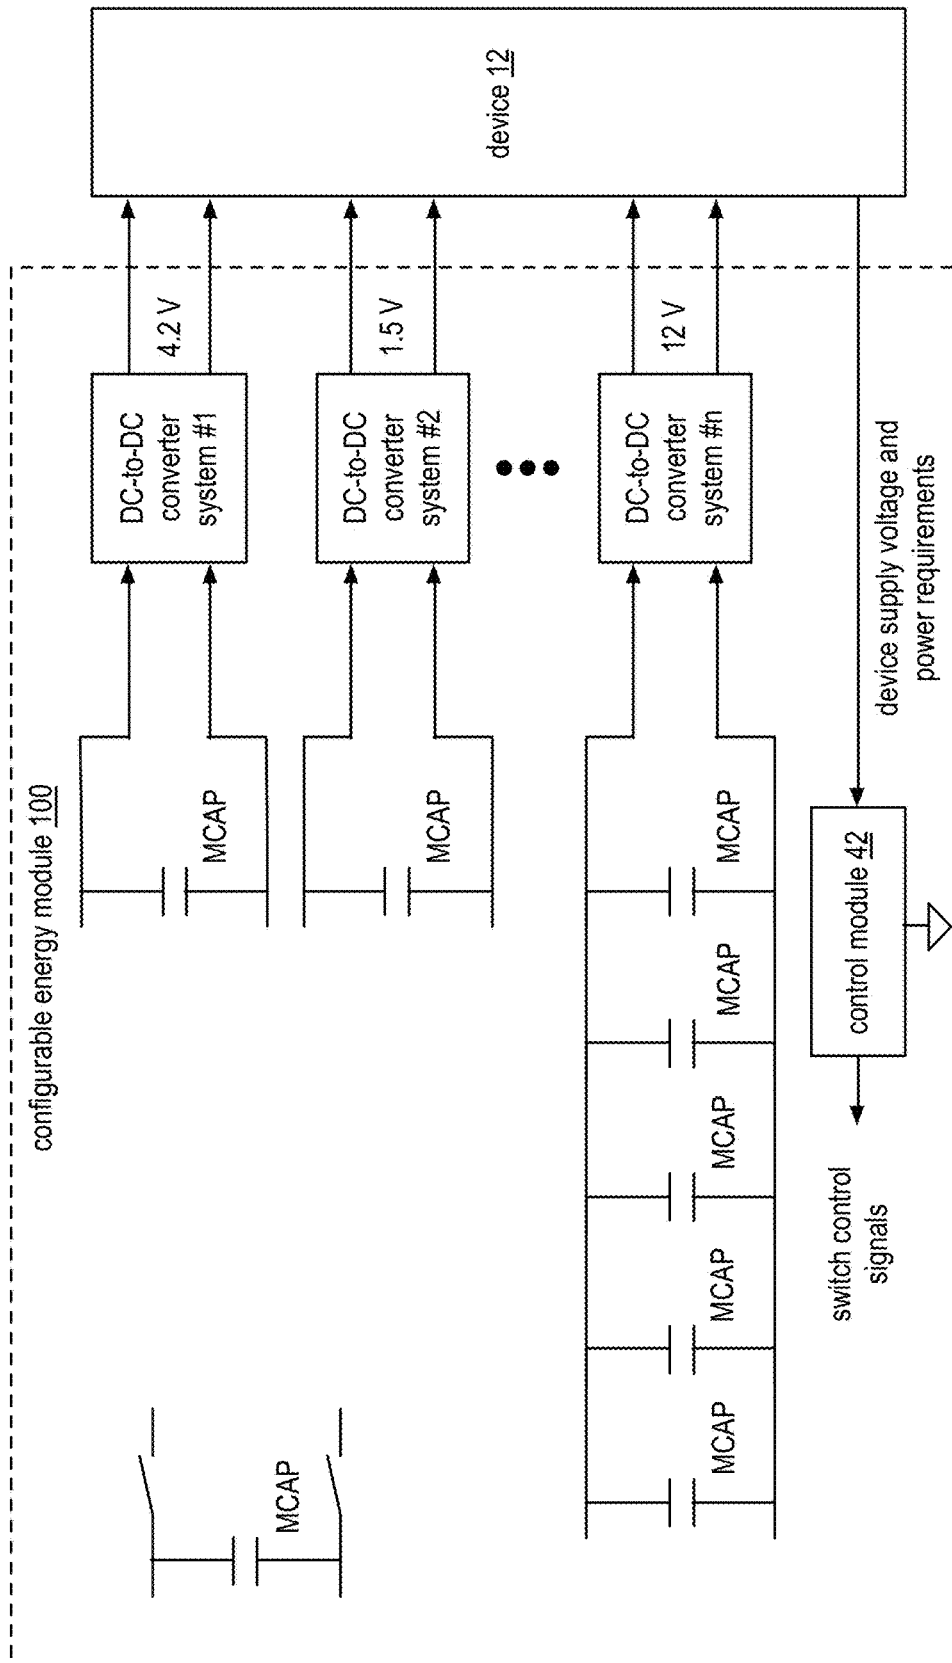 configurable energy module 100
MCAP
MCAP
DC-to-DC
converter
system #1
4.2 V
MCAP
DC-to-DC
converter
system #2
1.5 V
MCAP
MCAP
MCAP
MCAP
MCAP
DC-to-DC
converter
system #n
12 V
device 12
switch control
signals
control module 42
device supply voltage and
power requirements